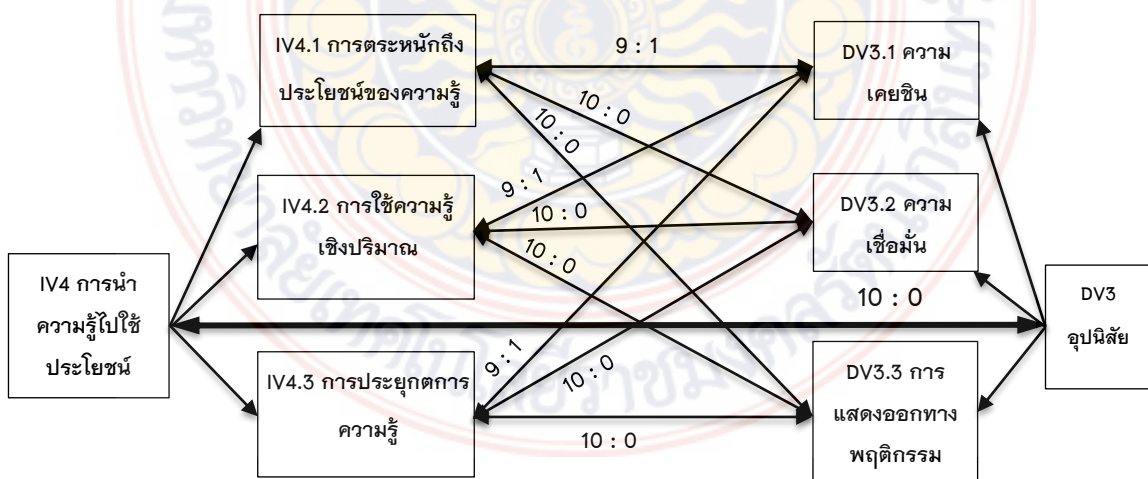 IV4.1 การตระหนักถึง
ประโยชน์ของความรู้
9 : 1
DV3.1 ความ
เคยชิน
10 : 0
10 : 0
9 : 1
IV4.2 การใช้ความรู้
เชิงปริมาณ
10 : 0
10 : 0
DV3.2 ความ
เชื่อมั่น
IV4 การนำ
ความรู้ไปใช้
ประโยชน์
10 : 0
DV3
อุปนิสัย
IV4.3 การประยุกตการ
ความรู้
9 : 1
10 : 0
10 : 0
DV3.3 การ
แสดงออกทาง
พฤติกรรม